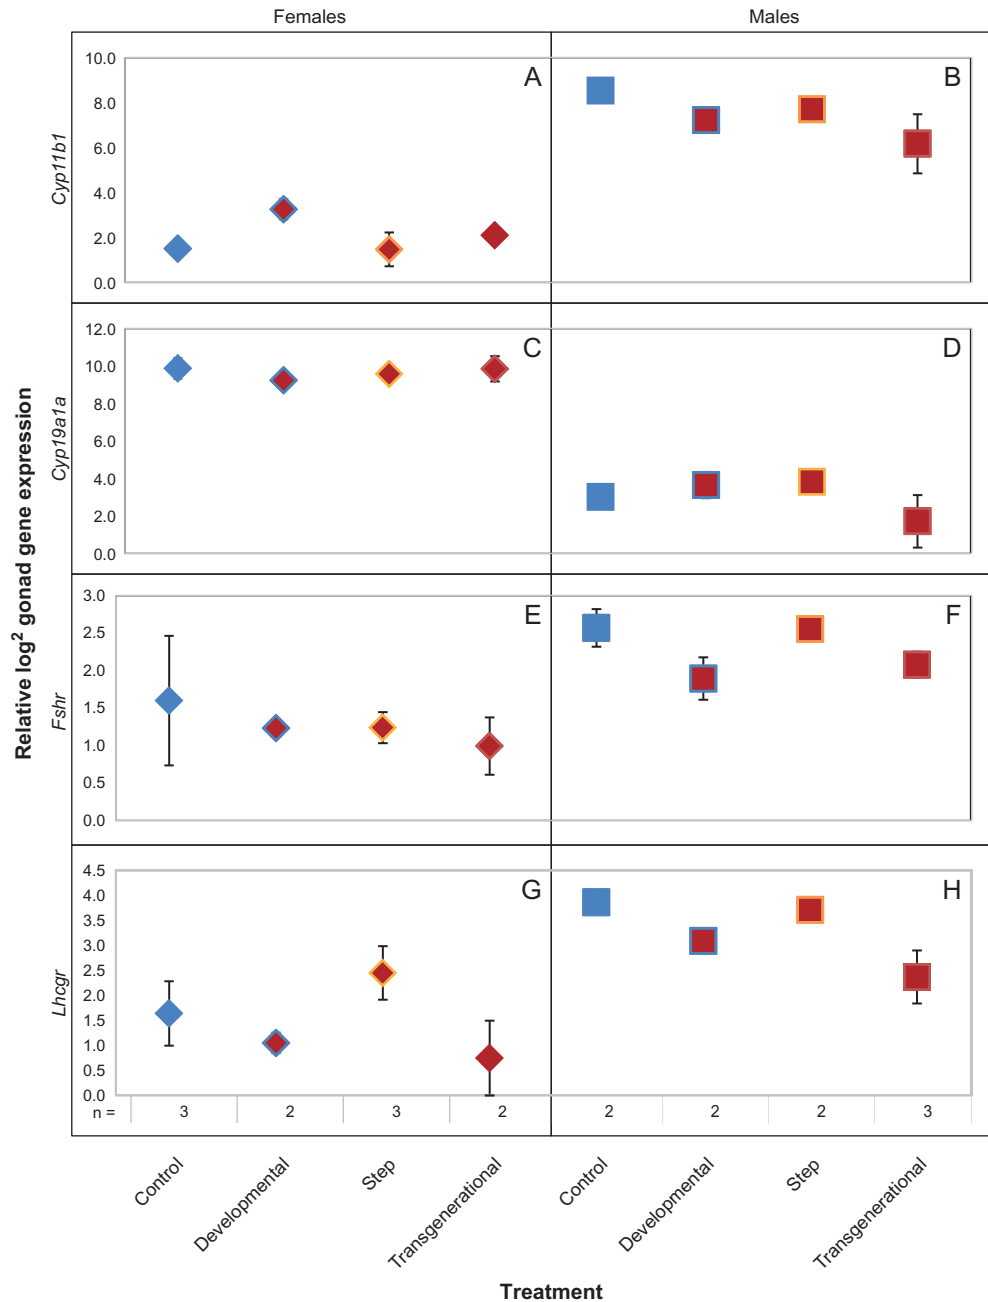 Females Males
Relative log2 gonad gene expression
Cyp11b1
10.0
8.0
6.0
4.0
2.0
0.0
A
B
Cyp19a1a
12.0
10.0
8.0
6.0
4.0
2.0
0.0
C
D
Fshr
3.0
2.5
2.0
1.5
1.0
0.5
0.0
E
F
Lhcgr
4.5
4.0
3.5
3.0
2.5
2.0
1.5
1.0
0.5
0.0
G
H
n = 3 2 3 2 2 2 2 3
Control
Developmental
Step
Transgenerational
Control
Developmental
Step
Transgenerational
Treatment